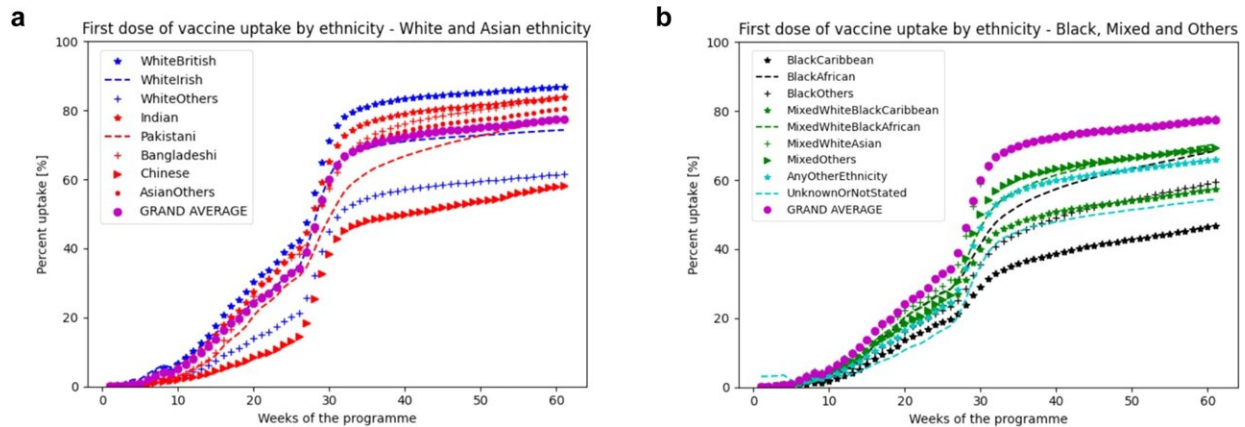 a
First dose of vaccine uptake by ethnicity - White and Asian ethnicity
Percent uptake [%]
100
80
60
40
20
0
WhiteBritish
WhiteIrish
WhiteOthers
Indian
Pakistani
Bangladeshi
Chinese
AsianOthers
GRAND AVERAGE
0 10 20 30 40 50 60
Weeks of the programme
b
First dose of vaccine uptake by ethnicity - Black, Mixed and Others
Percent uptake [%]
100
80
60
40
20
0
BlackCaribbean
BlackAfrican
BlackOthers
MixedWhiteBlackCaribbean
MixedWhiteBlackAfrican
MixedWhiteAsian
MixedOthers
AnyOtherEthnicity
UnknownOrNotStated
GRAND AVERAGE
0 10 20 30 40 50 60
Weeks of the programme